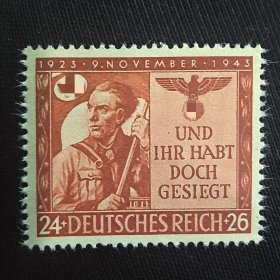 1923 · 9. NOVEMBER · 1943
UND
IHR HABT
DOCH
GESIEGT
24+DEUTSCHES REICH+26